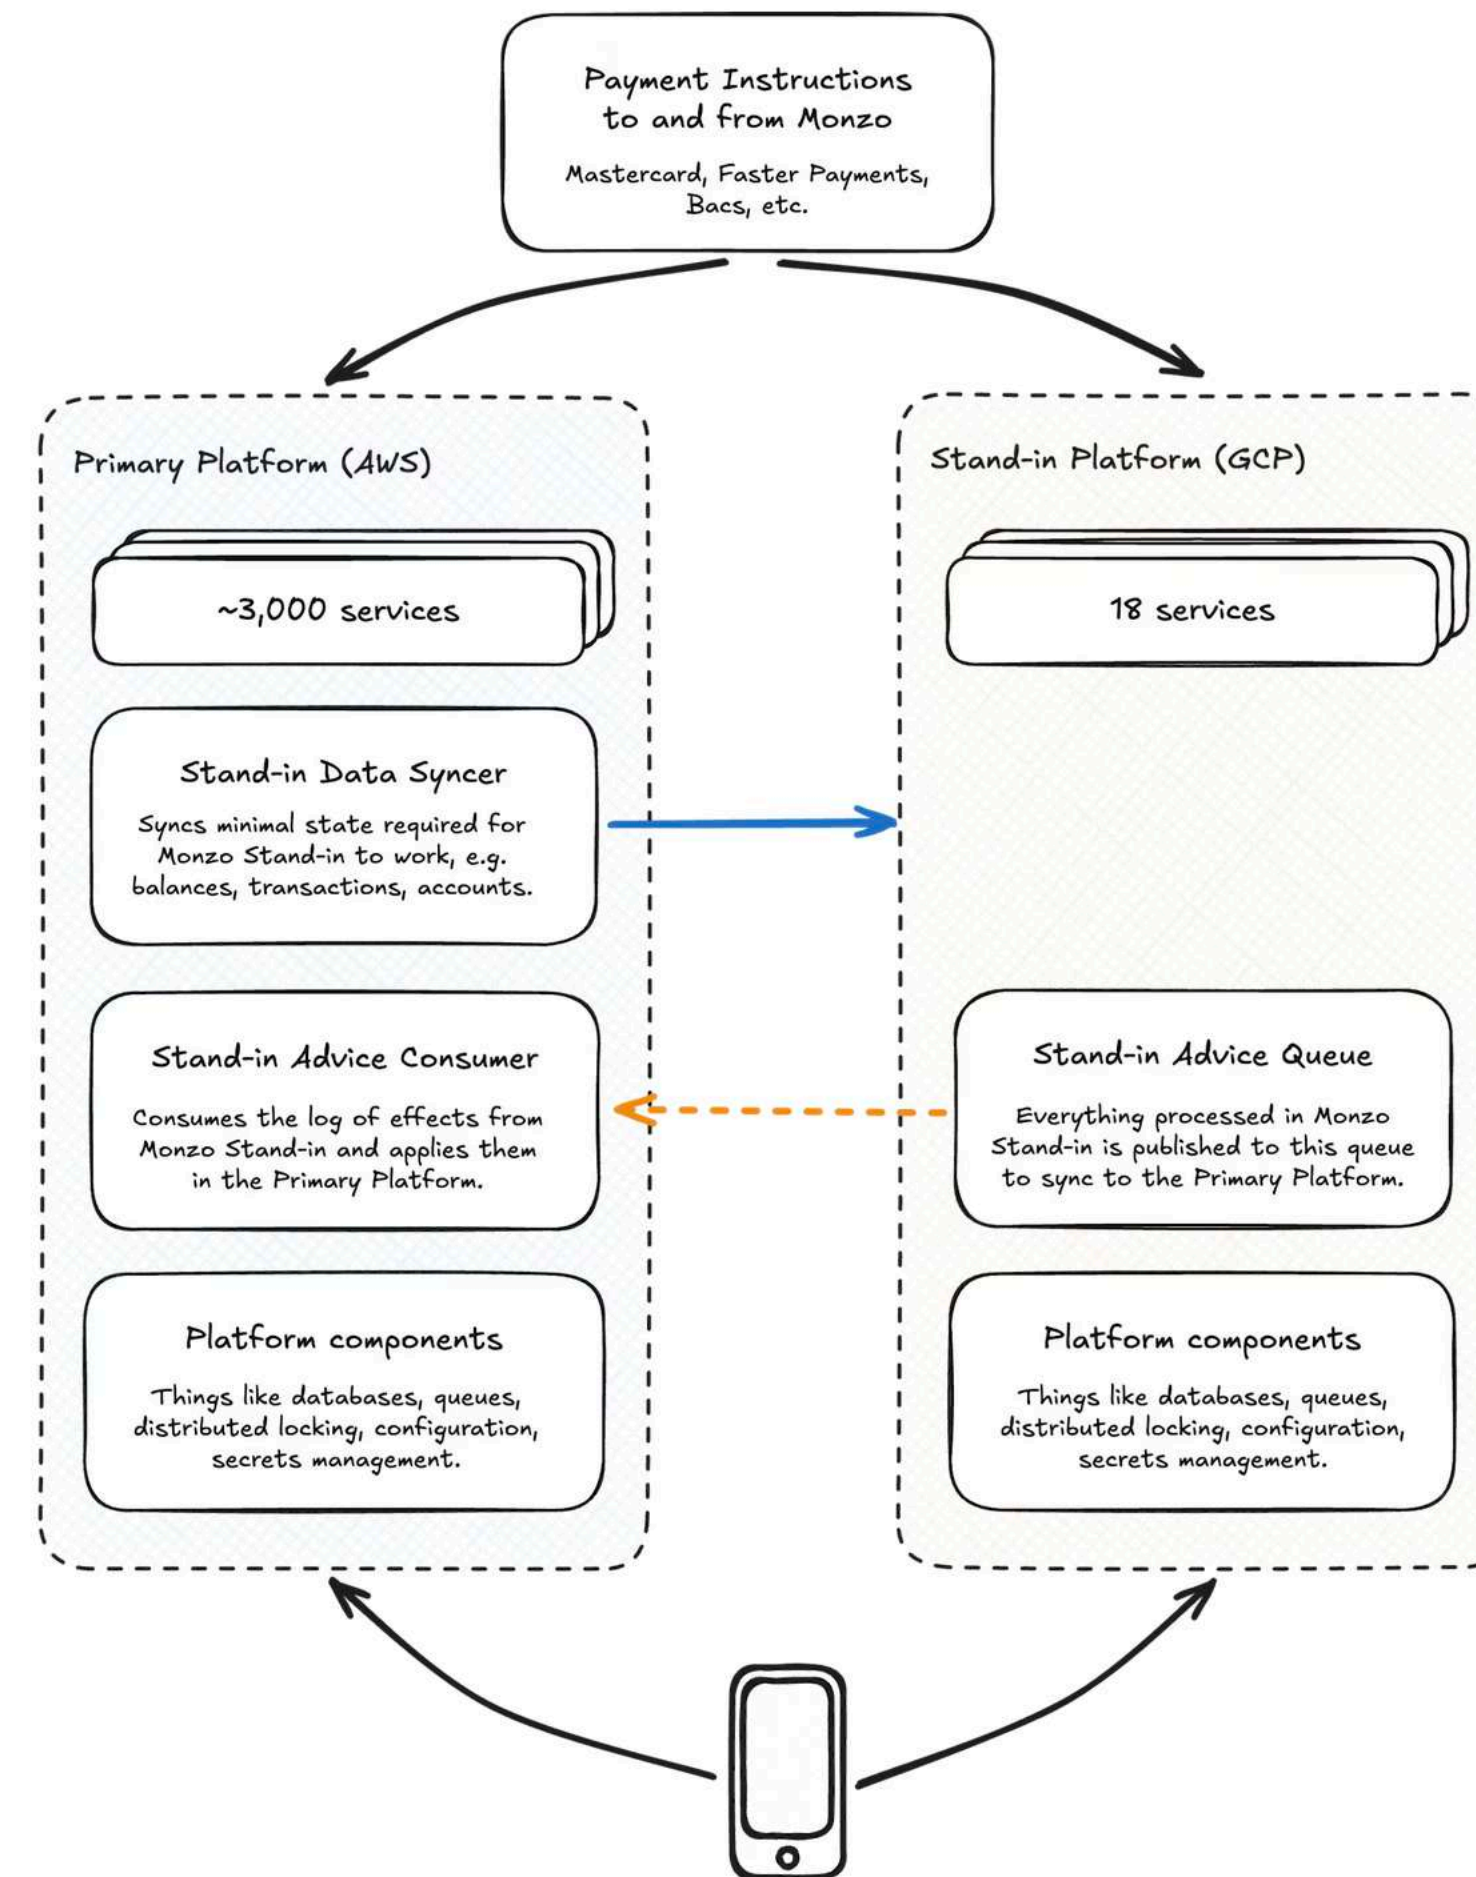 Payment Instructions
to and from Monzo
Mastercard, Faster Payments,
Bacs, etc.
Primary Platform (AWS)
~3,000 services
Stand-in Data Syncer
Syncs minimal state required for
Monzo Stand-in to work, e.g.
balances, transactions, accounts.
Stand-in Advice Consumer
Consumes the log of effects from
Monzo Stand-in and applies them
in the Primary Platform.
Platform components
Things like databases, queues,
distributed locking, configuration,
secrets management.
Stand-in Platform (GCP)
18 services
Stand-in Advice Queue
Everything processed in Monzo
Stand-in is published to this queue
to sync to the Primary Platform.
Platform components
Things like databases, queues,
distributed locking, configuration,
secrets management.